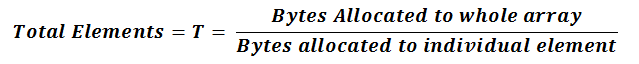 Bytes Allocated to whole array
Total Elements = T =
Bytes allocated to individual element